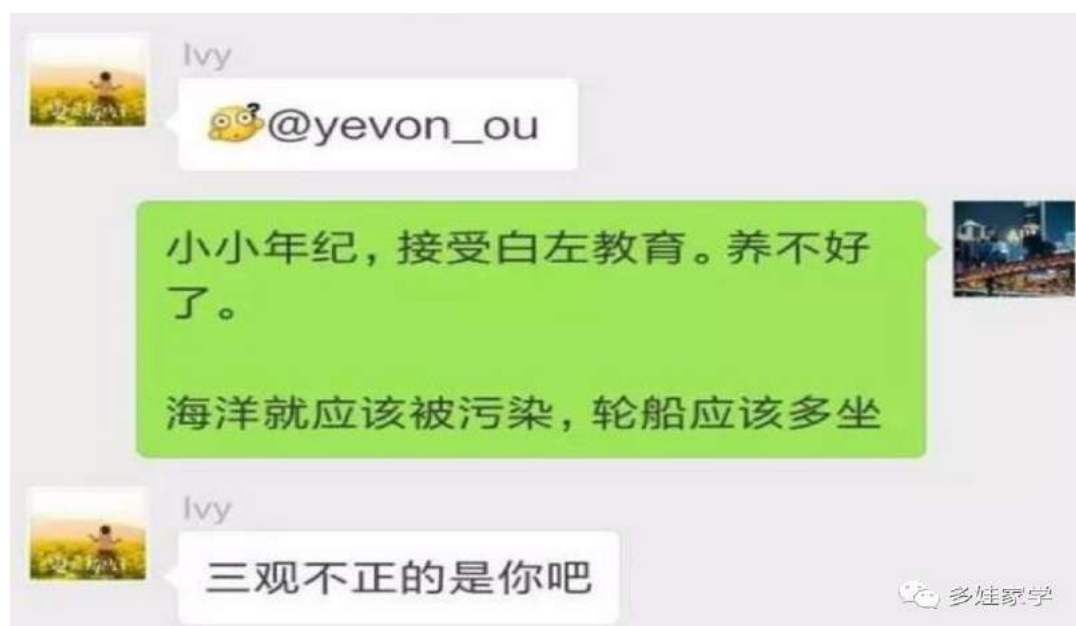 Ivy
@yevon_ou
小小年纪，接受白左教育。养不好
了。
海洋就应该被污染，轮船应该多坐
Ivy
三观不正的是你吧
多娃家学